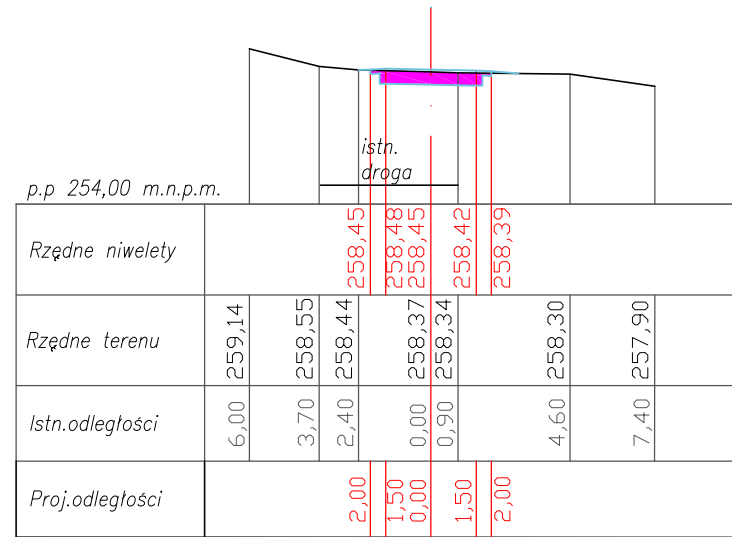 istn.
droga
p.p 254,00 m.n.p.m.
Rzędne niwelety
258,45 258,48 258,45 258,42 258,39
Rzędne terenu
259,14 258,55 258,44 258,37 258,34 258,30 257,90
Istn.odległości
6,00 3,70 2,40 0,00 0,90 4,60 7,40
Proj.odległości
2,00 1,50 0,00 1,50 2,00